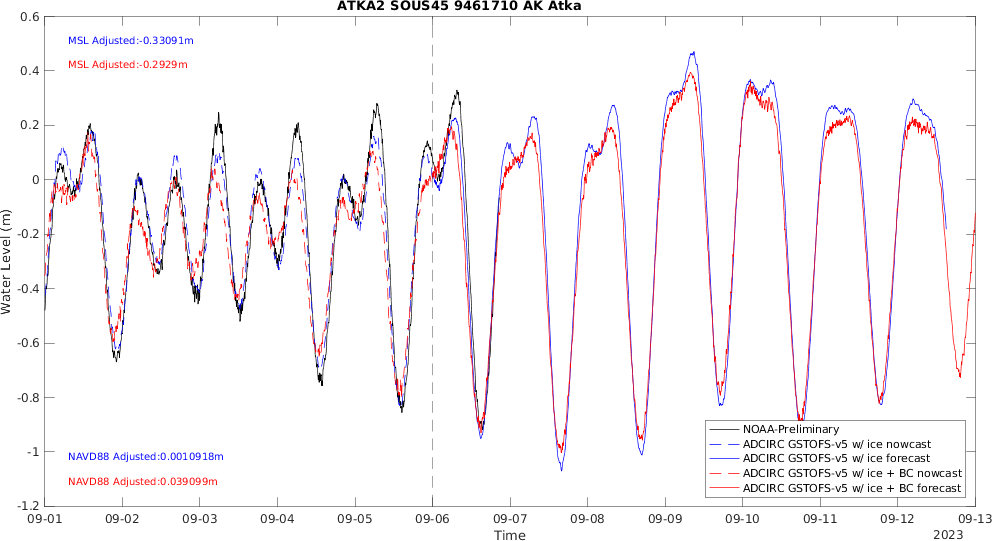 ATKA2 SOUS45 9461710 AK Atka
0.6
MSL Adjusted:-0.33091m
MSL Adjusted:-0.2929m
0.4
0.2
0
-0.2
-0.4
-0.6
-0.8
-1
-1.2
Water Level (m)
NAVD88 Adjusted:0.0010918m
NAVD88 Adjusted:0.039099m
NOAA-Preliminary
ADCIRC GSTOFS-v5 w/ ice nowcast
ADCIRC GSTOFS-v5 w/ ice forecast
ADCIRC GSTOFS-v5 w/ ice + BC nowcast
ADCIRC GSTOFS-v5 w/ ice + BC forecast
09-01 09-02 09-03 09-04 09-05 09-06 09-07 09-08 09-09 09-10 09-11 09-12 09-13
Time
2023